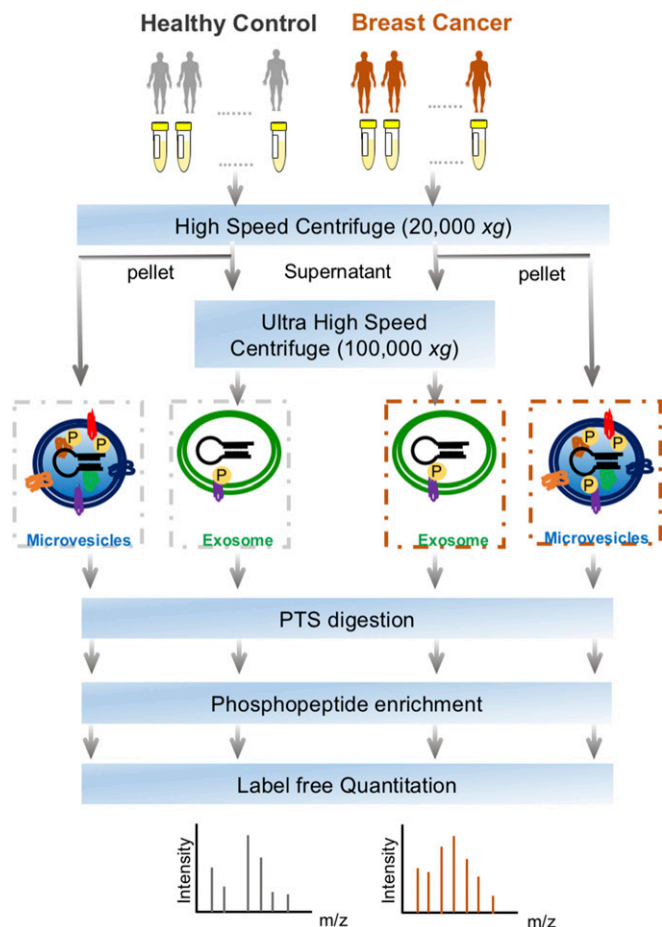 Healthy Control
Breast Cancer
High Speed Centrifuge (20,000 xg)
pellet
Supernatant
pellet
Ultra High Speed
Centrifuge (100,000 xg)
P
P
P
P
P
P
P
Microvesicles
Exosome
Exosome
Microvesicles
PTS digestion
Phosphopeptide enrichment
Label free Quantitation
Intensity
m/z
Intensity
m/z